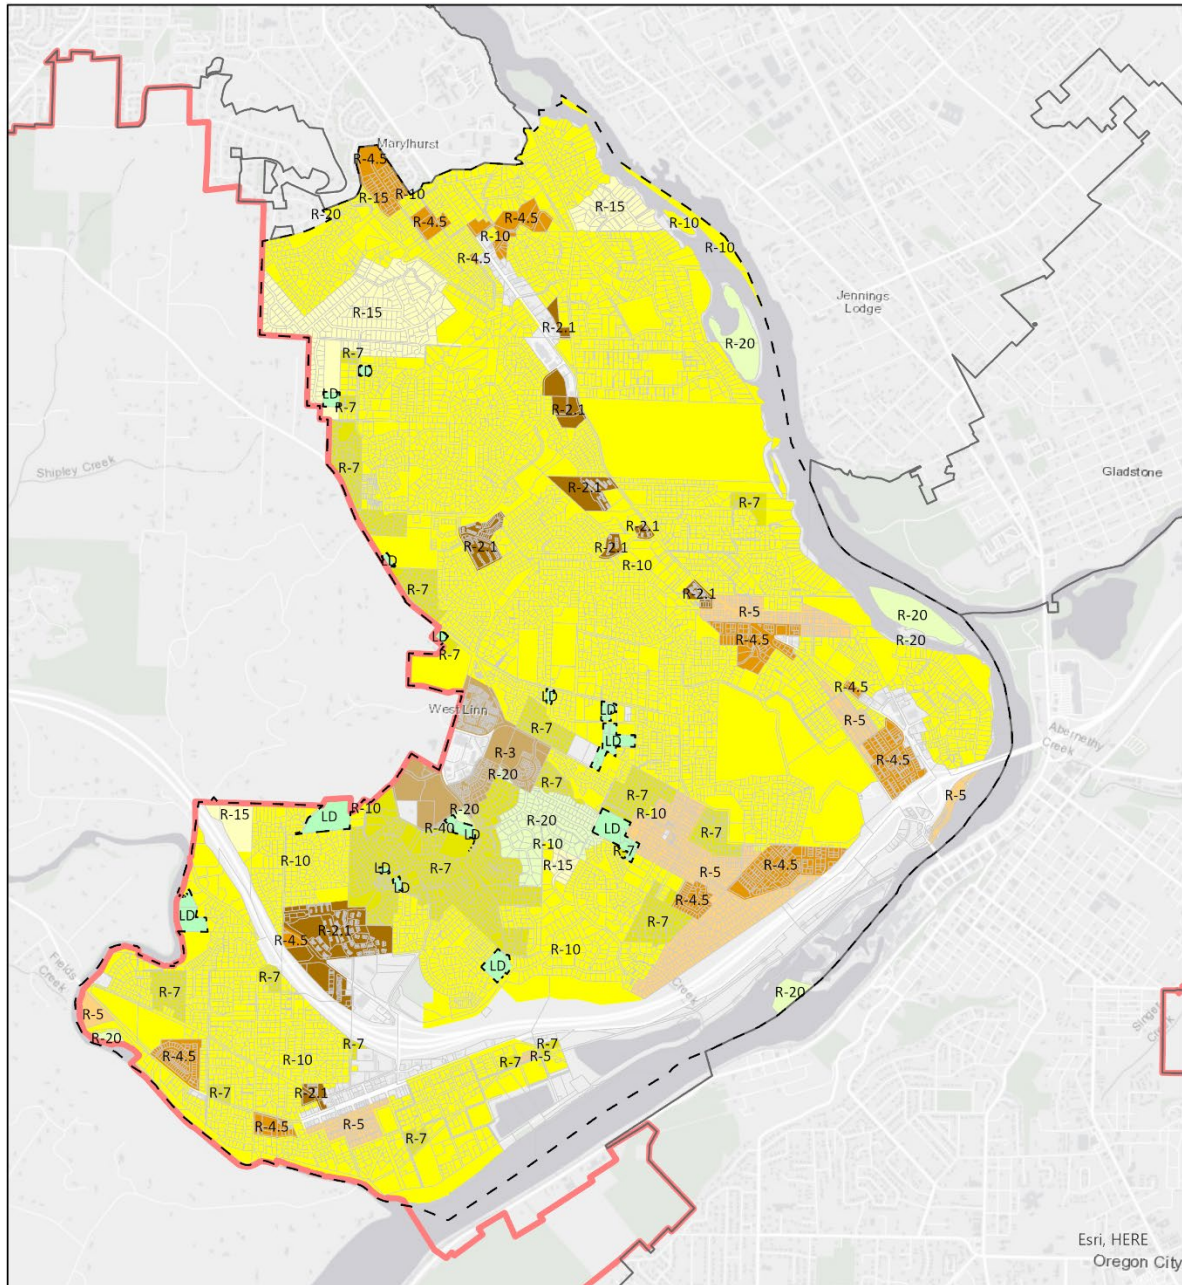 Marylhurst
R-4.5
R-10
R-15
R-20
R-4.5
R-4.5
R-10
R-4.5
R-15
R-10
R-10
Jennings
Lodge
R-15
R-2.1
R-20
R-7
LD
LD
R-7
R-2.1
Shipley Creek
R-7
Gladstone
R-2.1
R-7
R-2.1
R-2.1
R-2.1
R-10
LD
R-7
R-2.1
R-5
R-20
R-4.5
R-20
LD
R-7
R-4.5
LD
West Linn
LD
R-5
R-7
Abernethy
Creek
LD
R-3
R-4.5
R-20
R-7
R-7
R-5
R-10
R-15
R-20
R-10
LD
R-20
R-40
LD
LD
R-7
R-10
R-7
R-10
R-15
R-4.5
LD
R-7
R-5
LD
R-4.5
LD
R-7
R-2.1
R-4.5
R-10
LD
Fields
Creek
R-7
R-7
Creek
R-20
R-5
R-20
R-4.5
R-7
R-7
R-10
R-7
R-5
R-7
R-2.1
R-4.5
R-5
R-7
Esri, HERE
Oregon City